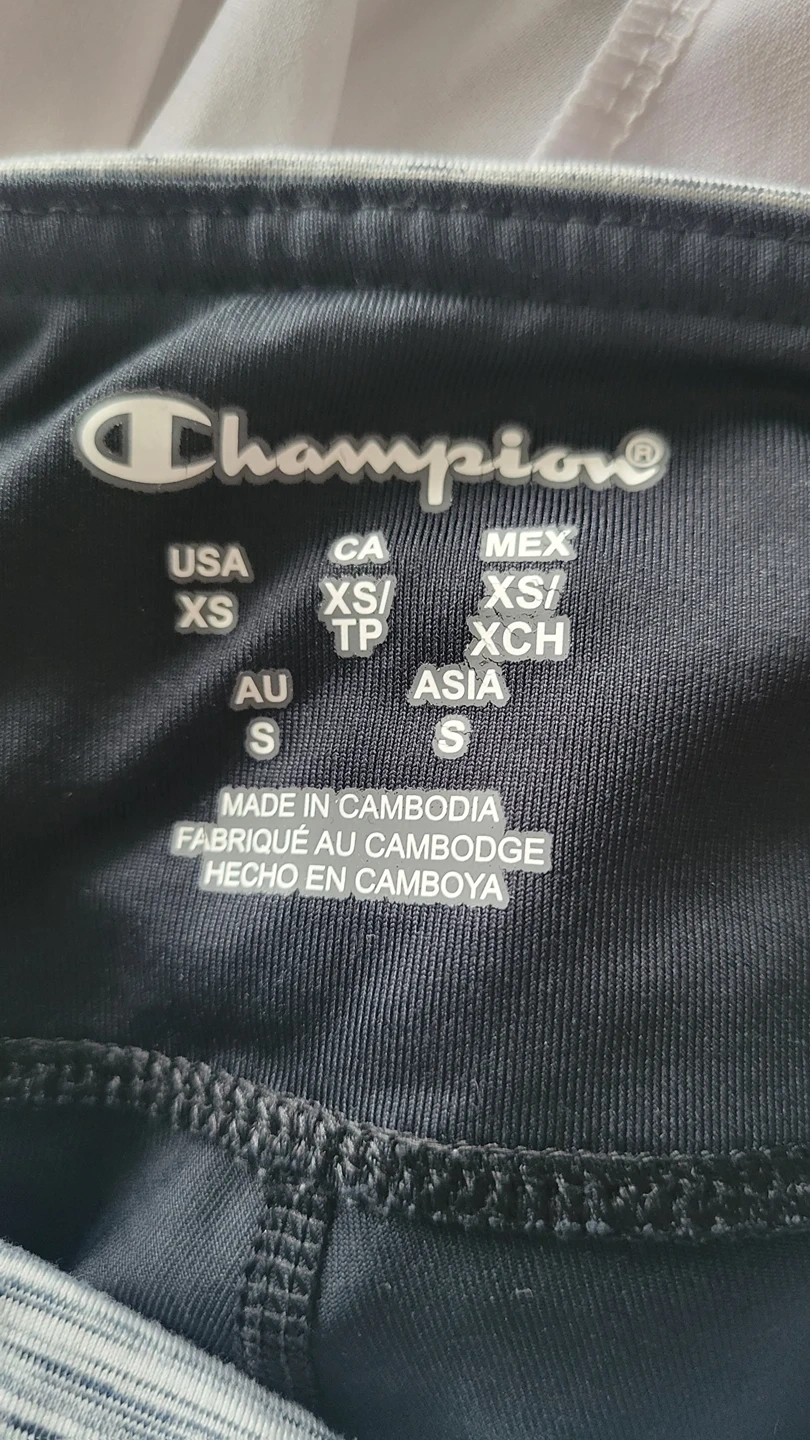 Champion®
USA CA MEX
XS XS/ XS/
TP XCH
AU ASIA
S S
MADE IN CAMBODIA
FABRIQUÉ AU CAMBODGE
HECHO EN CAMBOYA